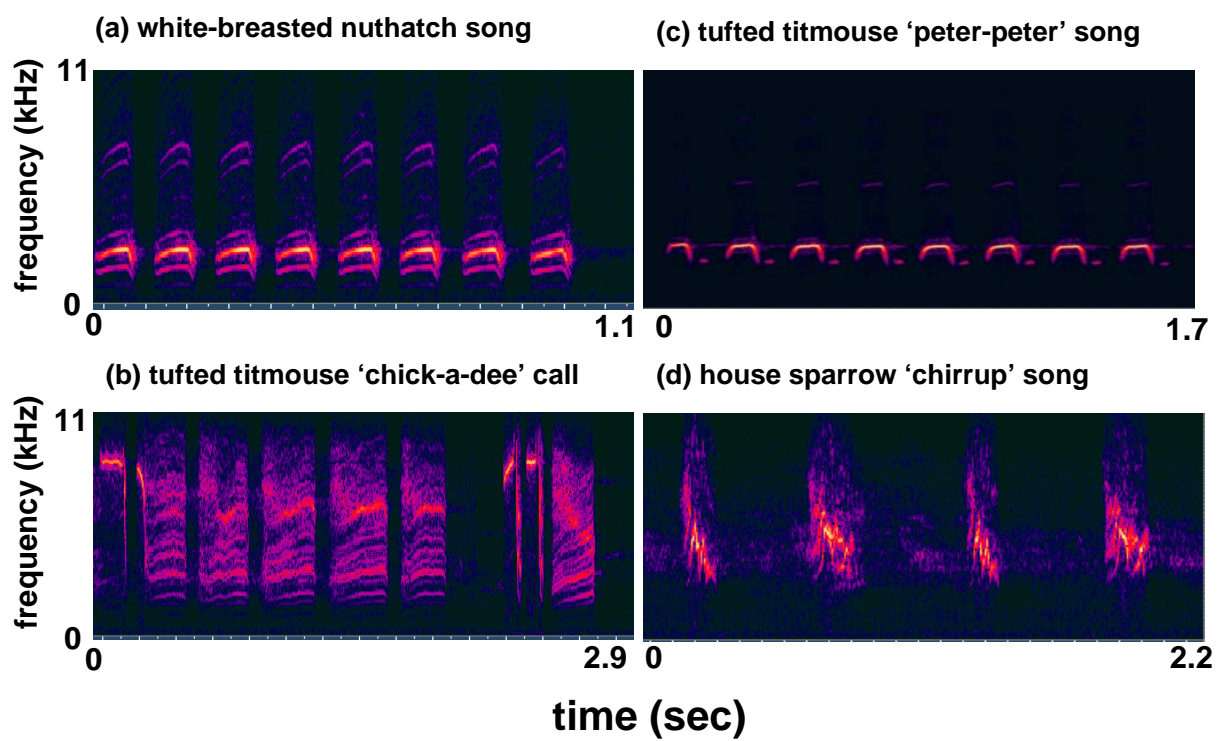 (a) white-breasted nuthatch song
(c) tufted titmouse ‘peter-peter’ song
frequency (kHz)
11
0
0
1.1
0
1.7
(b) tufted titmouse ‘chick-a-dee’ call
(d) house sparrow ‘chirrup’ song
frequency (kHz)
11
0
0
2.9
0
2.2
time (sec)